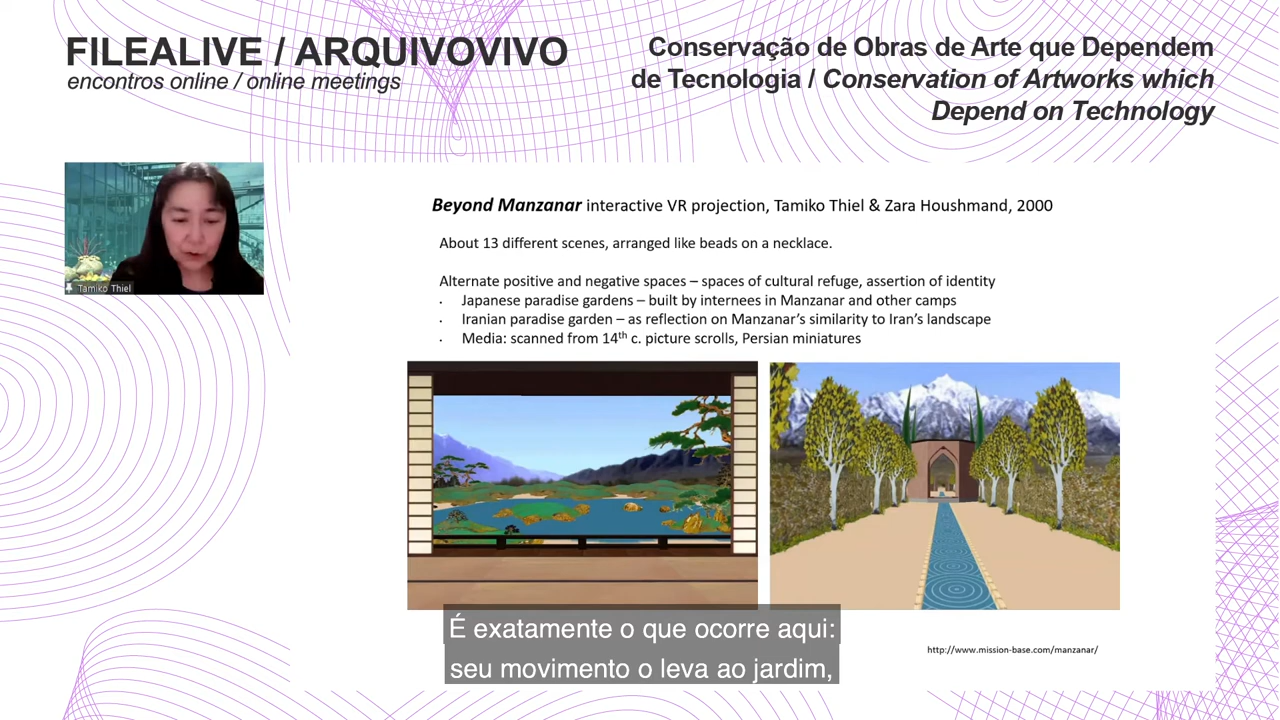 FILEALIVE / ARQUIVOVIVO
encontros online / online meetings
Conservação de Obras de Arte que Dependem
de Tecnologia / Conservation of Artworks which
Depend on Technology
Tamiko Thiel
Beyond Manzanar interactive VR projection, Tamiko Thiel & Zara Houshmand, 2000
About 13 different scenes, arranged like beads on a necklace.
Alternate positive and negative spaces – spaces of cultural refuge, assertion of identity
· Japanese paradise gardens – built by internees in Manzanar and other camps
· Iranian paradise garden – as reflection on Manzanar's similarity to Iran's landscape
· Media: scanned from 14th c. picture scrolls, Persian miniatures
É exatamente o que ocorre aqui:
seu movimento o leva ao jardim,
http://www.mission-base.com/manzanar/